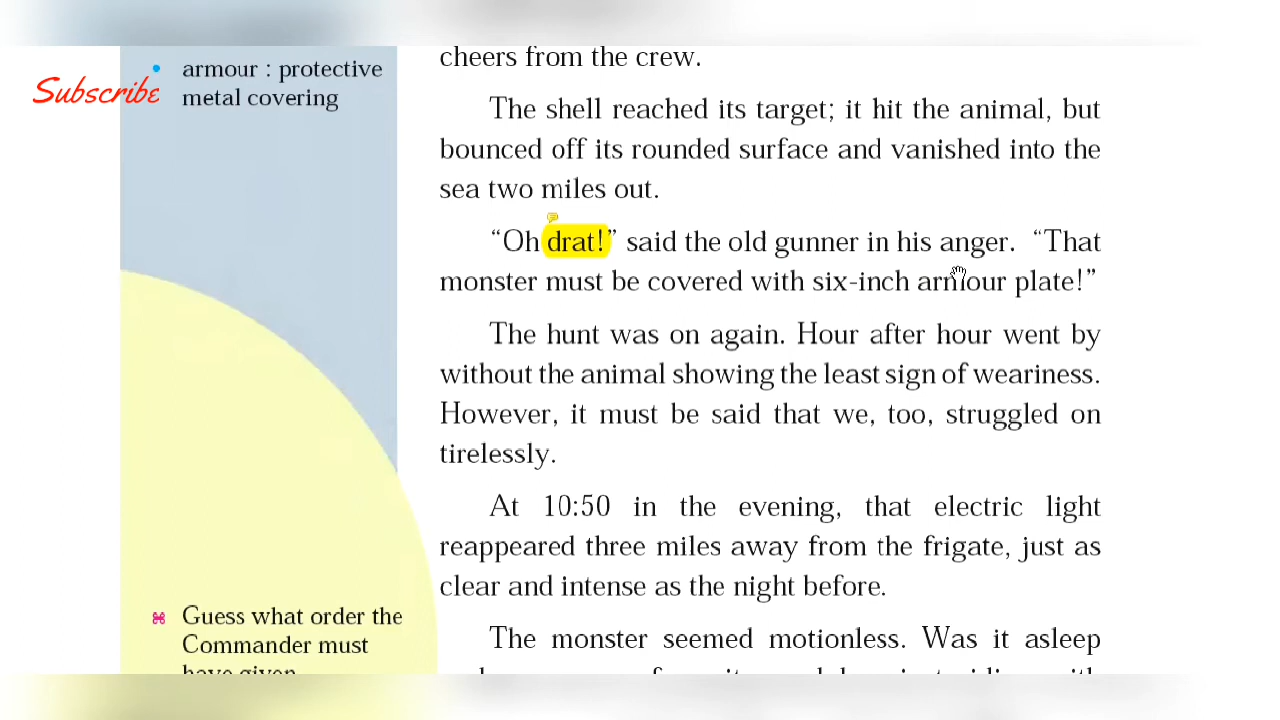 Subscribe
• armour : protective
metal covering
cheers from the crew.
The shell reached its target; it hit the animal, but
bounced off its rounded surface and vanished into the
sea two miles out.
“Oh drat!” said the old gunner in his anger. “That
monster must be covered with six-inch armour plate!”
The hunt was on again. Hour after hour went by
without the animal showing the least sign of weariness.
However, it must be said that we, too, struggled on
tirelessly.
At 10:50 in the evening, that electric light
reappeared three miles away from the frigate, just as
clear and intense as the night before.
The monster seemed motionless. Was it asleep
Guess what order the
Commander must
have given